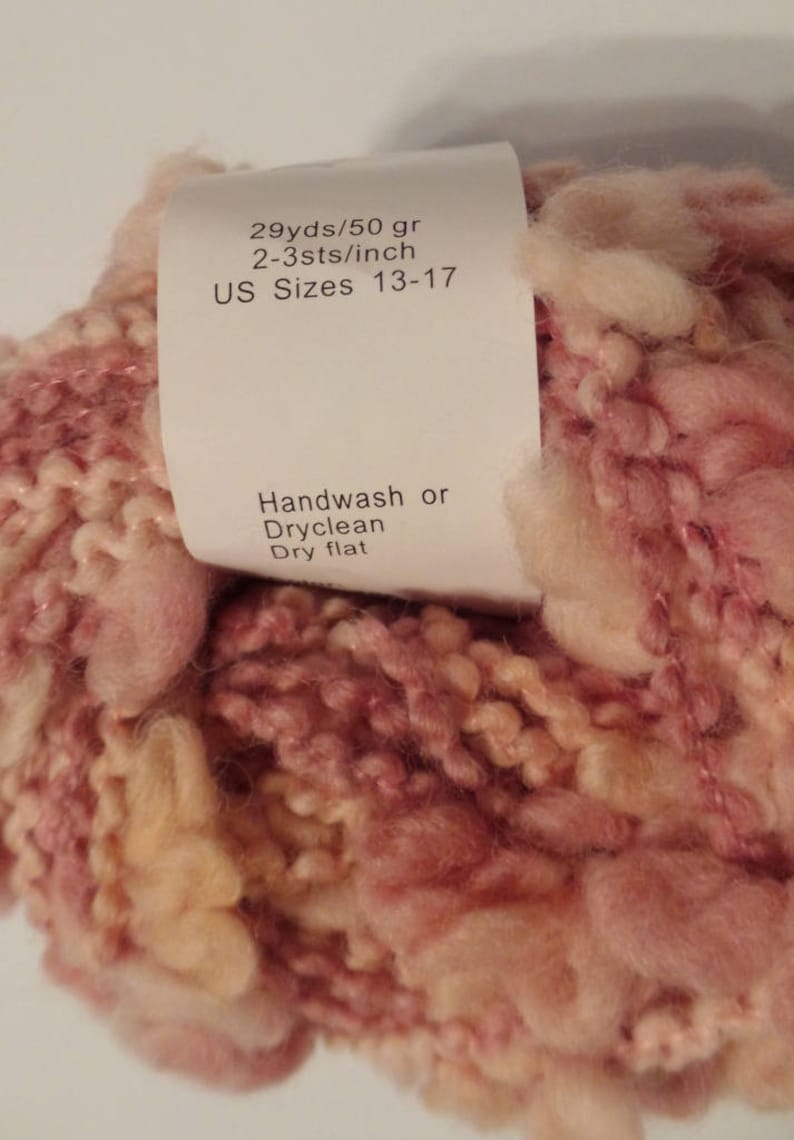 29yds/50 gr
2-3sts/inch
US Sizes 13-17
Handwash or
Dryclean
Dry flat